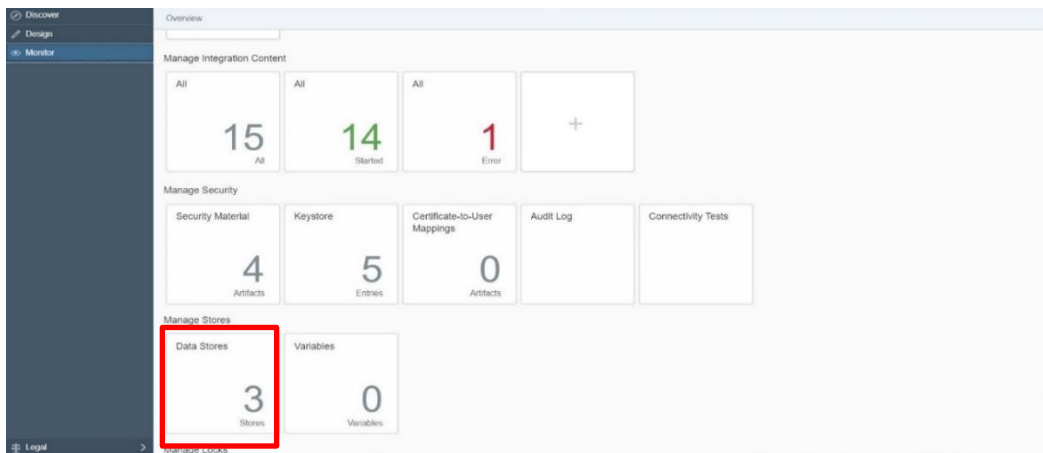 Discover
Overview
Design
Monitor
Manage Integration Content
All
15
All
All
14
Started
All
1
Error
+
Manage Security
Security Material
4
Artifacts
Keystore
5
Entries
Certificate-to-User
Mappings
0
Artifacts
Audit Log
Connectivity Tests
Manage Stores
Data Stores
3
Stores
Variables
0
Variables
Legal
Manage Locks